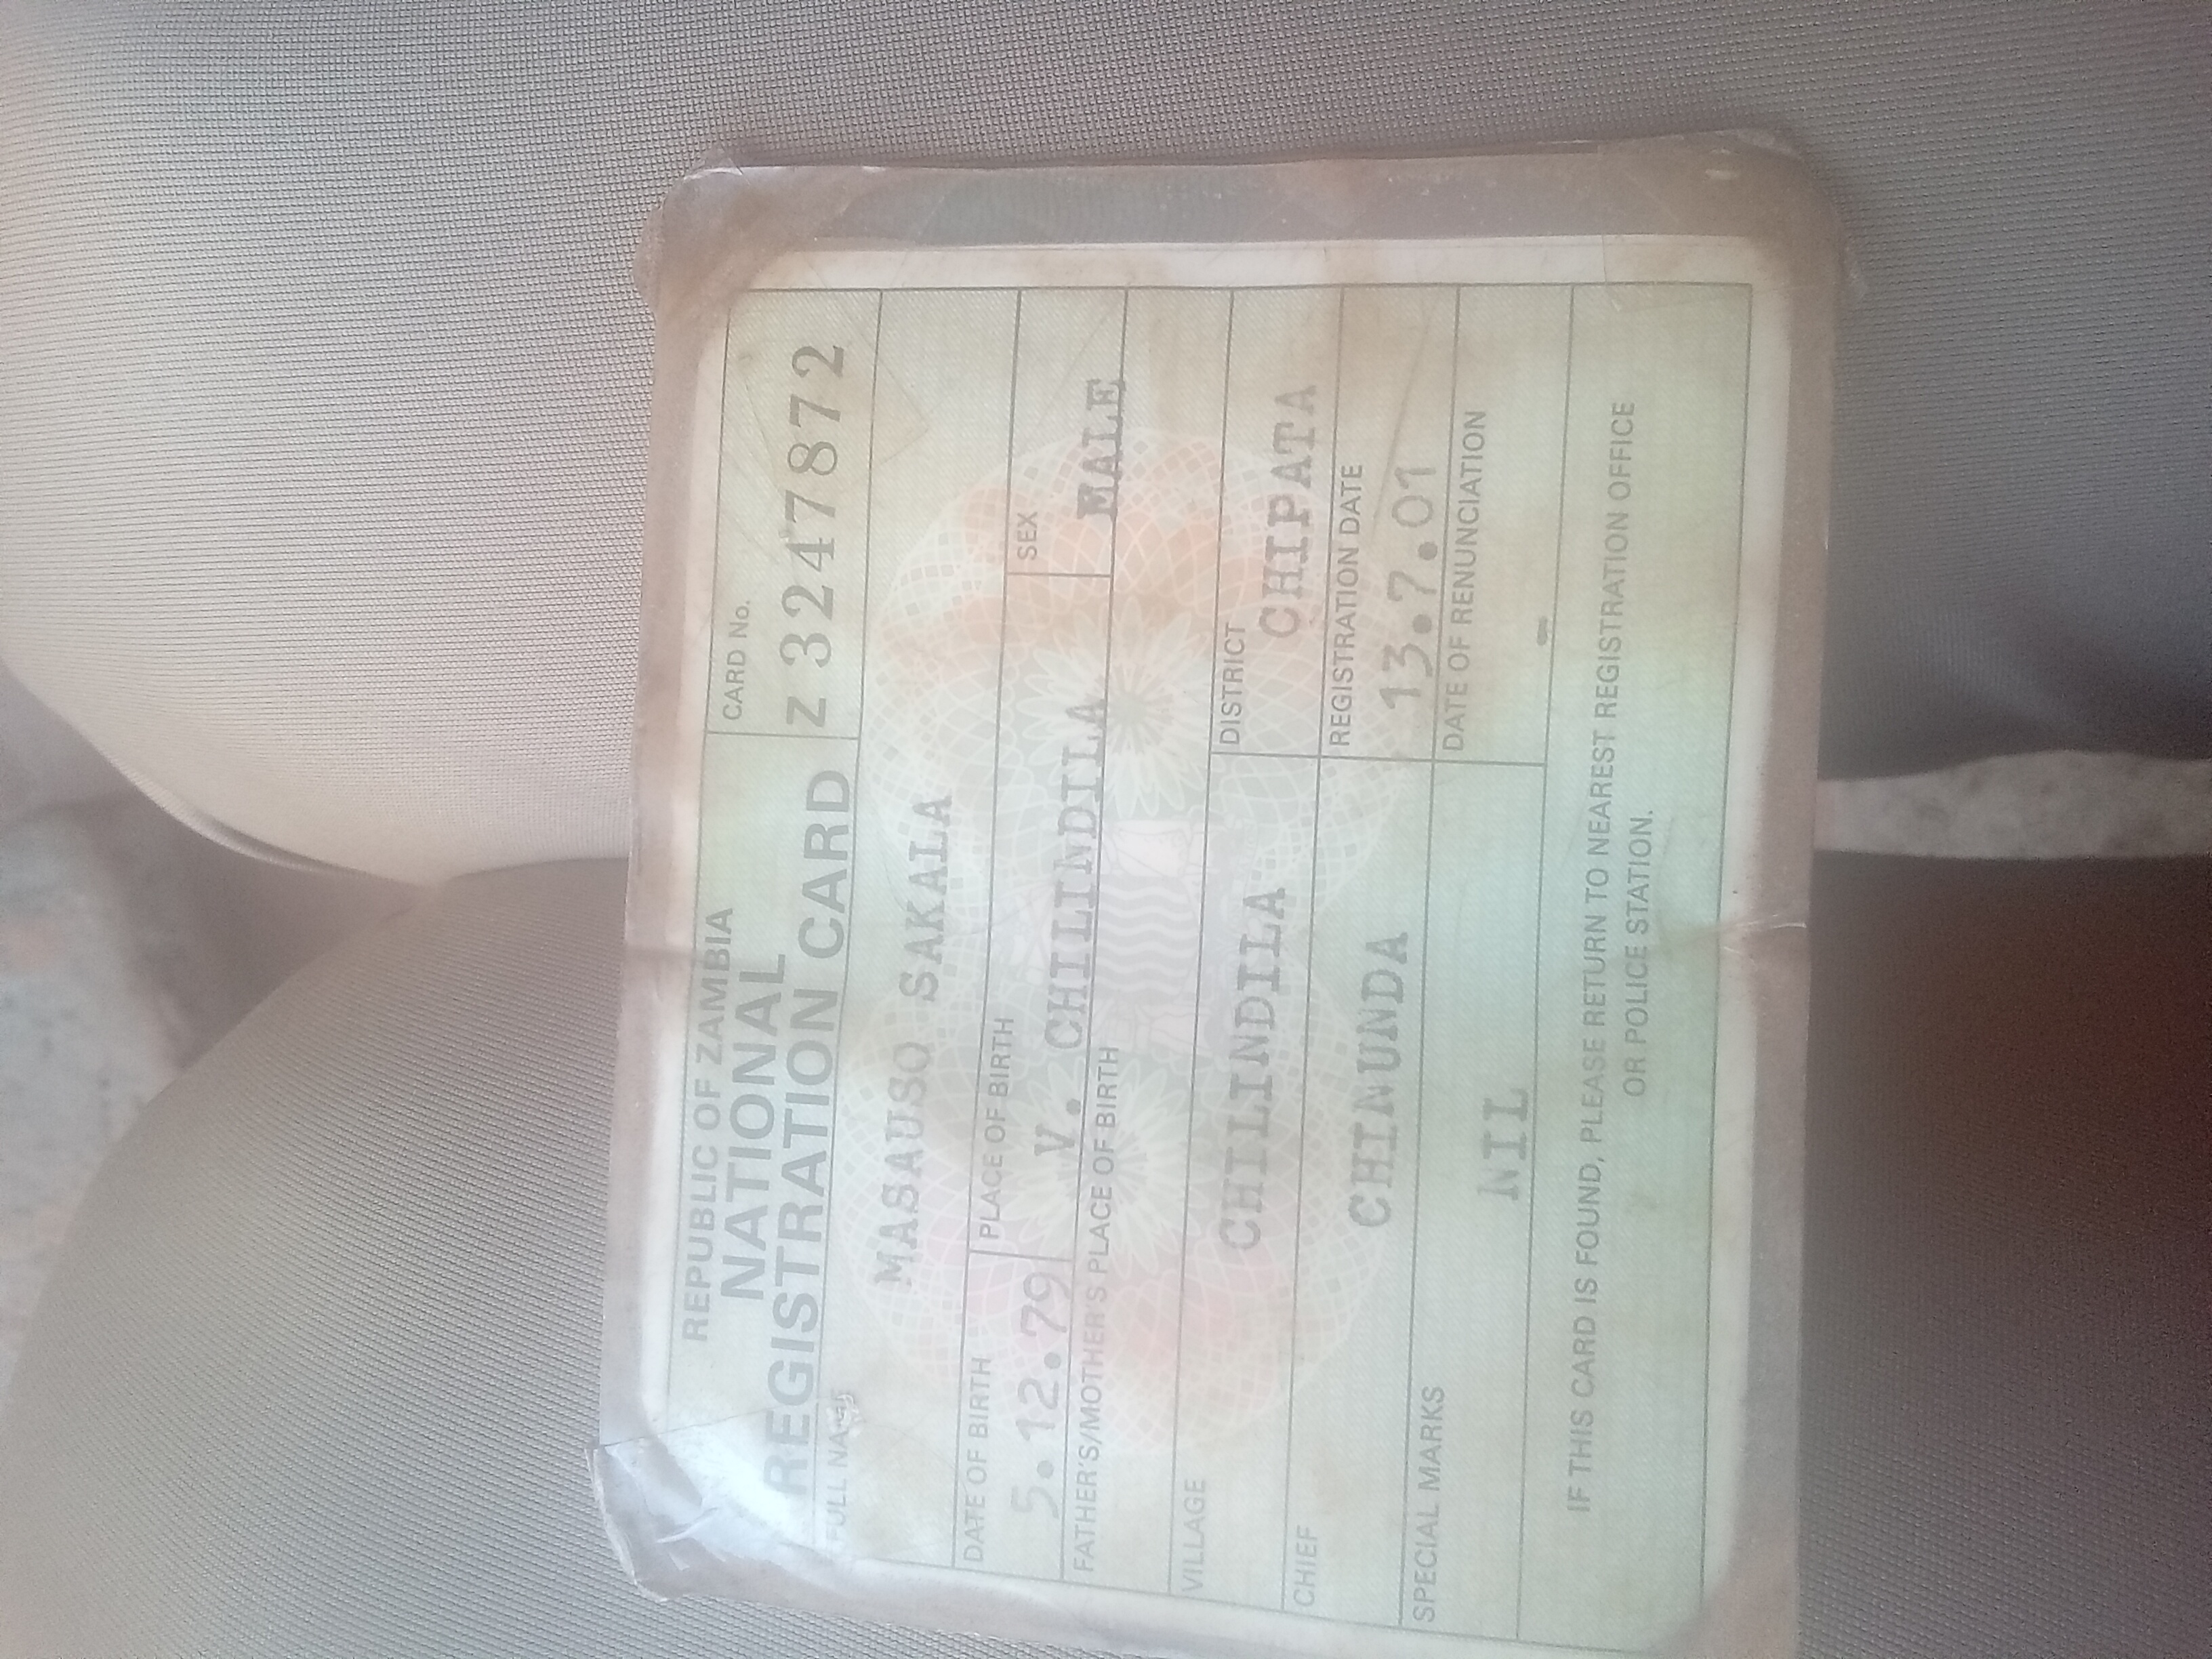 REPUBLIC OF ZAMBIA
NATIONAL
REGISTRATION CARD
CARD No.
Z 3247872
FULL NAME
MASAUSO SAKALA
DATE OF BIRTH
5.12.79
PLACE OF BIRTH
V. CHILINDILA
SEX
MALE
FATHER'S/MOTHER'S PLACE OF BIRTH
VILLAGE
CHILINDILA
DISTRICT
CHIPATA
CHIEF
CHINUNDA
REGISTRATION DATE
13.7.01
SPECIAL MARKS
NIL
DATE OF RENUNCIATION
-
IF THIS CARD IS FOUND, PLEASE RETURN TO NEAREST REGISTRATION OFFICE
OR POLICE STATION.